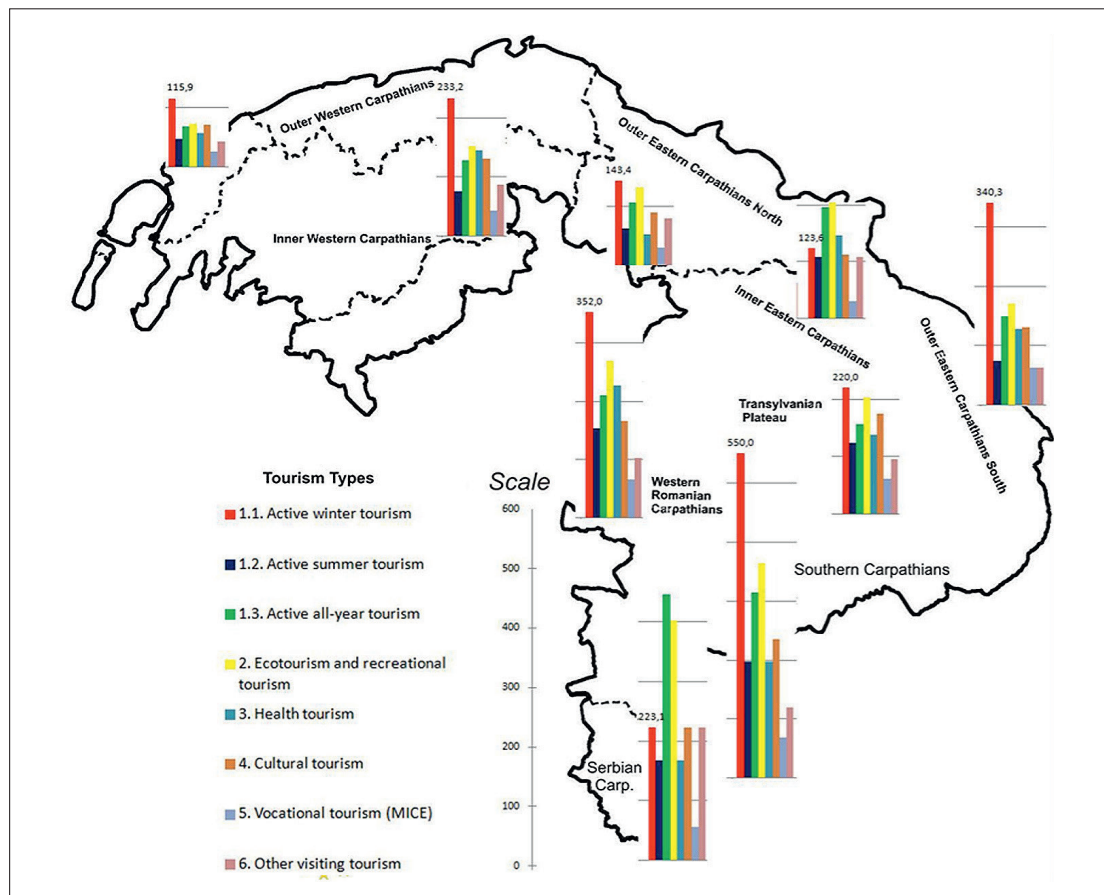 115,9
Outer Western Carpathians
233,2
Outer Eastern Carpathians North
143,4
340,3
123,6
Inner Western Carpathians
Inner Eastern Carpathians
352,0
Outer Eastern Carpathians South
220,0
Transylvanian
Plateau
550,0
Tourism Types
Scale
Western
Romanian
Carpathians
600
1.1. Active winter tourism
500
1.2. Active summer tourism
Southern Carpathians
400
1.3. Active all-year tourism
2. Ecotourism and recreational
tourism
300
3. Health tourism
223,1
200
4. Cultural tourism
Serbian
Carp.
100
5. Vocational tourism (MICE)
0
6. Other visiting tourism